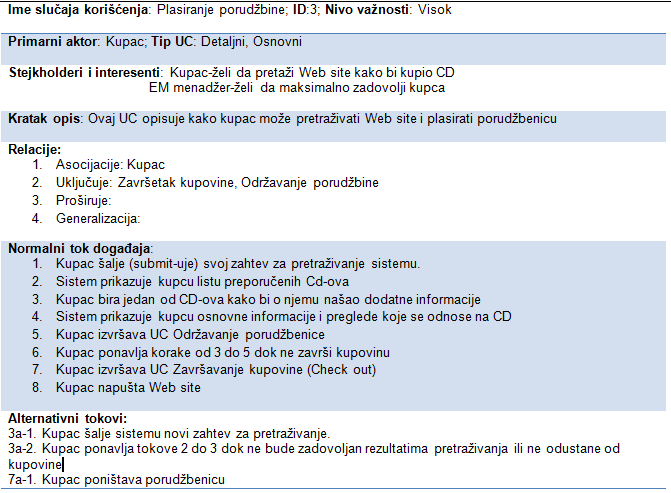 Ime slučaja korišćenja: Plasiranje porudžbine; ID:3; Nivo važnosti: Visok
Primarni aktor: Kupac; Tip UC: Detaljni, Osnovni
Stejkholderi i interesenti: Kupac-želi da pretaži Web site kako bi kupio CD
EM menadžer-želi da maksimalno zadovolji kupca
Kratak opis: Ovaj UC opisuje kako kupac može pretraživati Web site i plasirati porudžbenicu
Relacije:
1. Asocijacije: Kupac
2. Uključuje: Završetak kupovine, Održavanje porudžbine
3. Proširuje:
4. Generalizacija:
Normalni tok događaja:
1. Kupac šalje (submit-uje) svoj zahtev za pretraživanje sistemu.
2. Sistem prikazuje kupcu listu preporučenih Cd-ova
3. Kupac bira jedan od CD-ova kako bi o njemu našao dodatne informacije
4. Sistem prikazuje kupcu osnovne informacije i preglede koje se odnose na CD
5. Kupac izvršava UC Održavanje porudžbenice
6. Kupac ponavlja korake od 3 do 5 dok ne završi kupovinu
7. Kupac izvršava UC Završavanje kupovine (Check out)
8. Kupac napušta Web site
Alternativni tokovi:
3a-1. Kupac šalje sistemu novi zahtev za pretraživanje.
3a-2. Kupac ponavlja tokove 2 do 3 dok ne bude zadovoljan rezultatima pretraživanja ili ne odustane od
kupovine
7a-1. Kupac poništava porudžbenicu